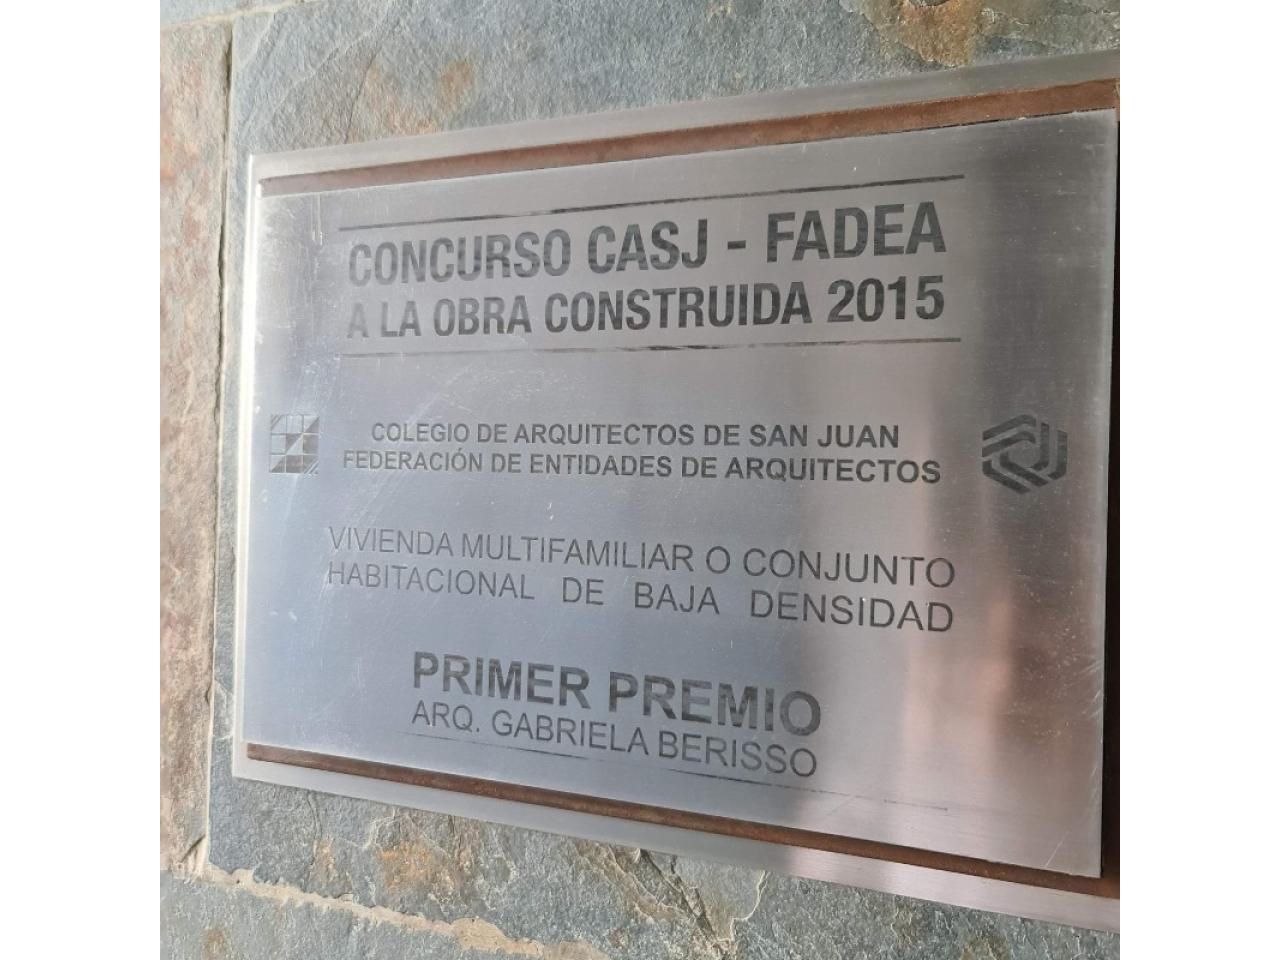 CONCURSO CASJ - FADEA
A LA OBRA CONSTRUIDA 2015
COLEGIO DE ARQUITECTOS DE SAN JUAN
FEDERACIÓN DE ENTIDADES DE ARQUITECTOS
VIVIENDA MULTIFAMILIAR O CONJUNTO
HABITACIONAL DE BAJA DENSIDAD
PRIMER PREMIO
ARQ. GABRIELA BERISSO